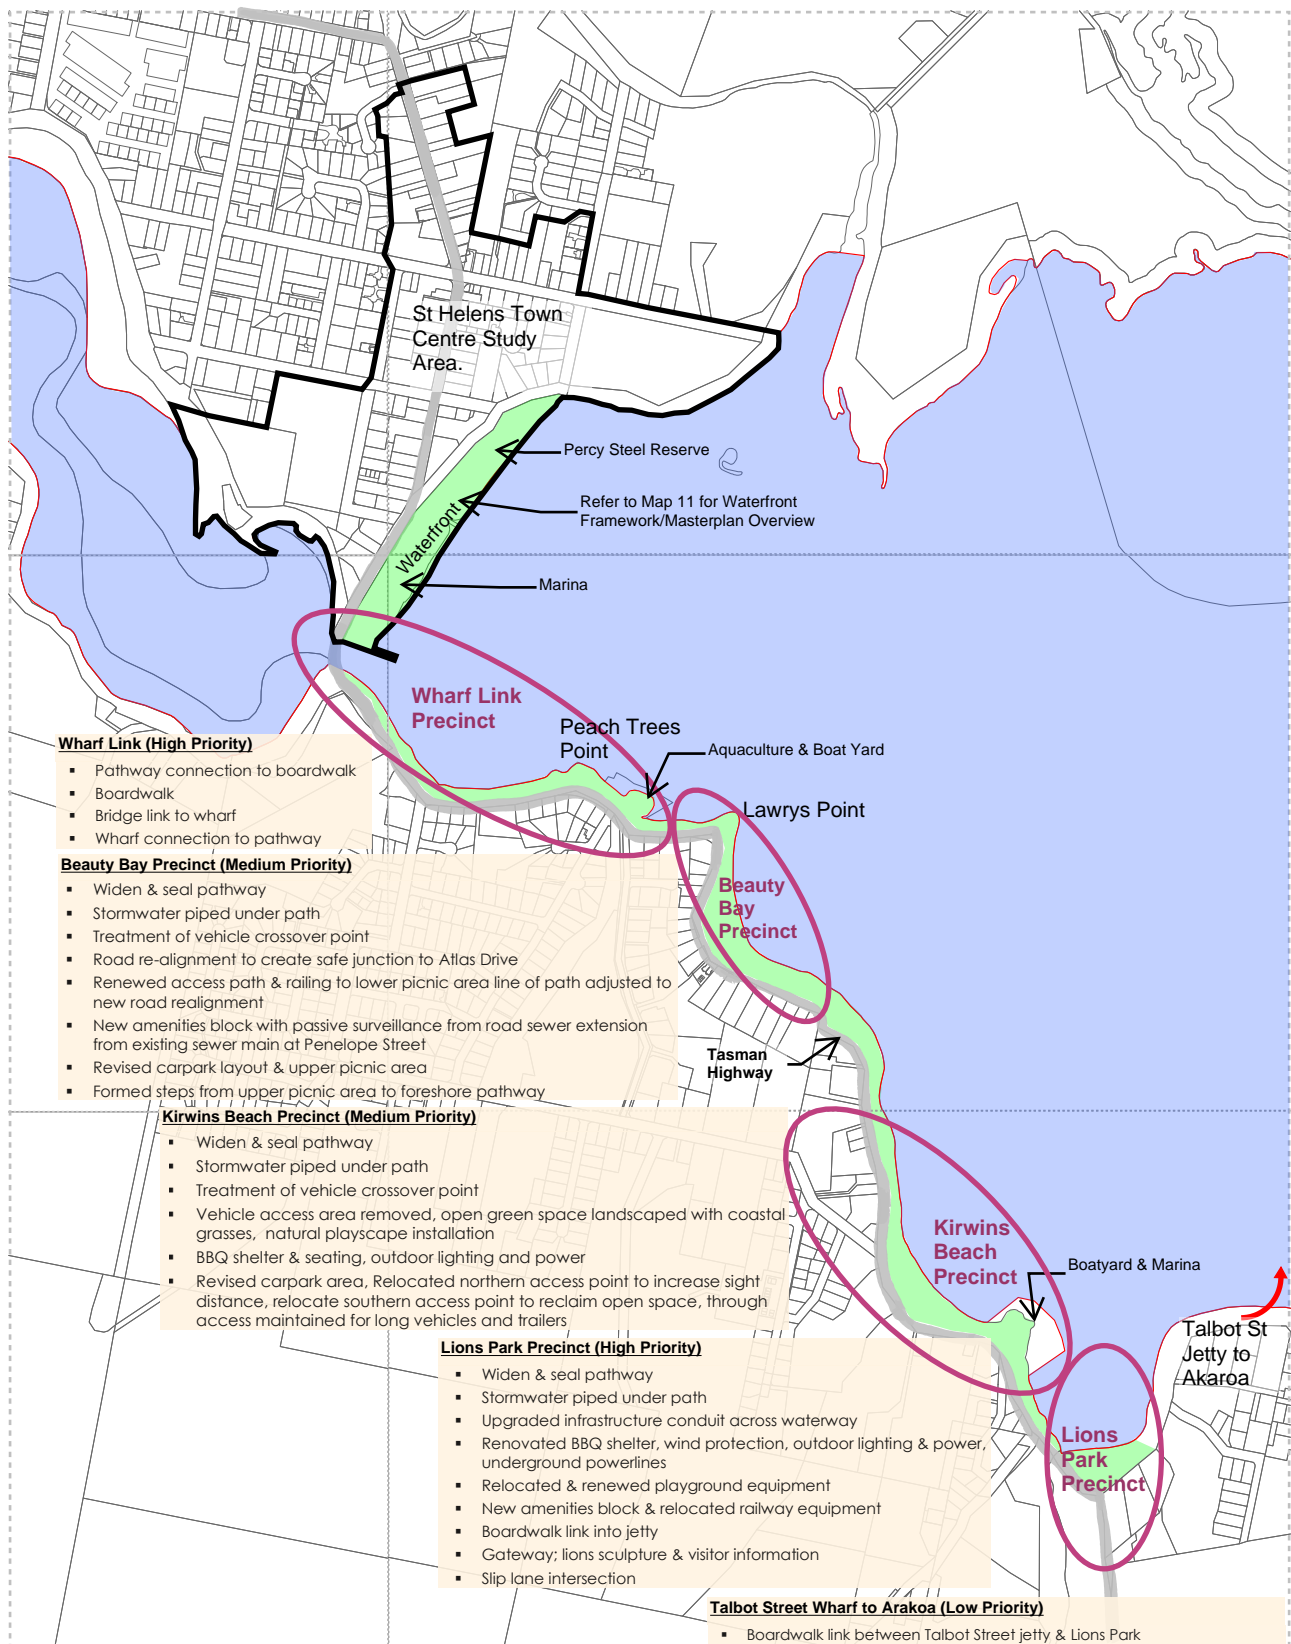 St Helens Town
Centre Study
Area.
Percy Steel Reserve
Refer to Map 11 for Waterfront
Framework/Masterplan Overview
Waterfront
Marina
Wharf Link
Precinct
Peach Trees
Point
Aquaculture & Boat Yard
Lawrys Point
Wharf Link (High Priority)
▪ Pathway connection to boardwalk
▪ Boardwalk
▪ Bridge link to wharf
▪ Wharf connection to pathway
Beauty
Bay
Precinct
Beauty Bay Precinct (Medium Priority)
▪ Widen & seal pathway
▪ Stormwater piped under path
▪ Treatment of vehicle crossover point
▪ Road re-alignment to create safe junction to Atlas Drive
▪ Renewed access path & railing to lower picnic area line of path adjusted to
new road realignment
▪ New amenities block with passive surveillance from road sewer extension
from existing sewer main at Penelope Street
▪ Revised carpark layout & upper picnic area
▪ Formed steps from upper picnic area to foreshore pathway
Tasman
Highway
Kirwins Beach Precinct (Medium Priority)
▪ Widen & seal pathway
▪ Stormwater piped under path
▪ Treatment of vehicle crossover point
▪ Vehicle access area removed, open green space landscaped with coastal
grasses, natural playscape installation
▪ BBQ shelter & seating, outdoor lighting and power
▪ Revised carpark area, Relocated northern access point to increase sight
distance, relocate southern access point to reclaim open space, through
access maintained for long vehicles and trailers
Kirwins
Beach
Precinct
Boatyard & Marina
Talbot St
Jetty to
Akaroa
Lions Park Precinct (High Priority)
▪ Widen & seal pathway
▪ Stormwater piped under path
▪ Upgraded infrastructure conduit across waterway
▪ Renovated BBQ shelter, wind protection, outdoor lighting & power,
underground powerlines
▪ Relocated & renewed playground equipment
▪ New amenities block & relocated railway equipment
▪ Boardwalk link into jetty
▪ Gateway; lions sculpture & visitor information
▪ Slip lane intersection
Lions
Park
Precinct
Talbot Street Wharf to Arakoa (Low Priority)
▪ Boardwalk link between Talbot Street jetty & Lions Park